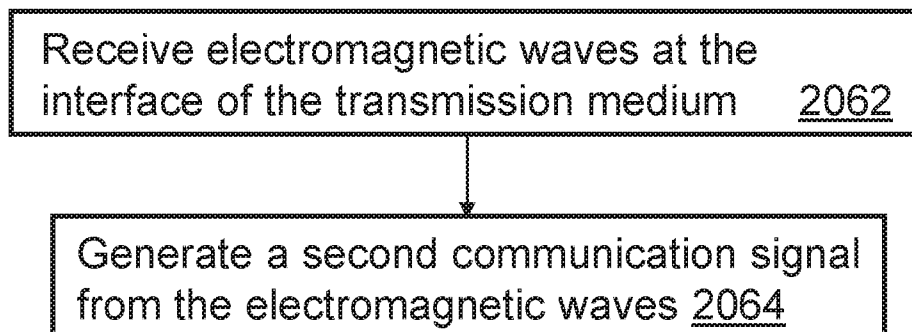 Receive electromagnetic waves at the
interface of the transmission medium 2062
Generate a second communication signal
from the electromagnetic waves 2064